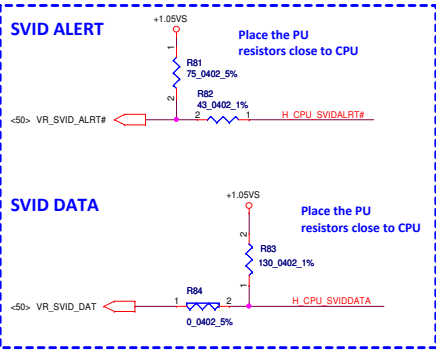 SVID ALERT
+1.05VS
Place the PU
resistors close to CPU
1
R81
75_0402_5%
2
R82
43_0402_1%
<50> VR_SVID_ALRT#
2
1
H_CPU_SVIDALRT#
SVID DATA
+1.05VS
Place the PU
resistors close to CPU
2
R83
130_0402_1%
1
R84
<50> VR_SVID_DAT
1
2
H_CPU_SVIDDATA
0_0402_5%